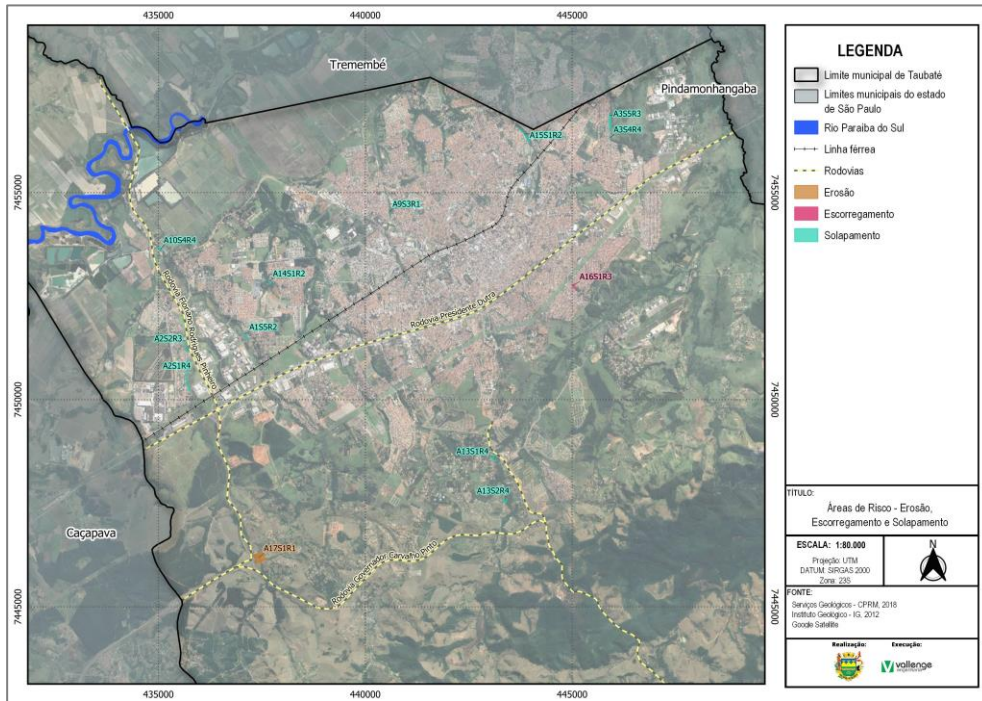 435000
440000
445000
Tremembé
Pindamonhangaba
A3S5R3
A3S4R4
A15S1R2
7455000
7455000
A9S3R1
A10S4R4
A14S1R2
A16S1R3
Rodovia Floriano Rodrigues Pinheiro
Rodovia Presidente Dutra
A1S5R2
A2S2R3
A2S1R4
7450000
7450000
A13S1R4
A13S2R4
Caçapava
A17S1R1
Rodovia Governador Carvalho Pinto
7445000
7445000
435000
440000
445000
LEGENDA
Limite municipal de Taubaté
Limites municipais do estado
de São Paulo
Rio Paraíba do Sul
Linha férrea
Rodovias
Erosão
Escorregamento
Solapamento
TÍTULO:
Áreas de Risco - Erosão,
Escorregamento e Solapamento
ESCALA: 1:80.000
Projeção: UTM
DATUM: SIRGAS 2000
Zona: 23S
N
FONTE:
Serviços Geológicos - CPRM, 2018
Instituto Geológico - IG, 2012
Google Satellite
Realização:
Execução:
vallenge